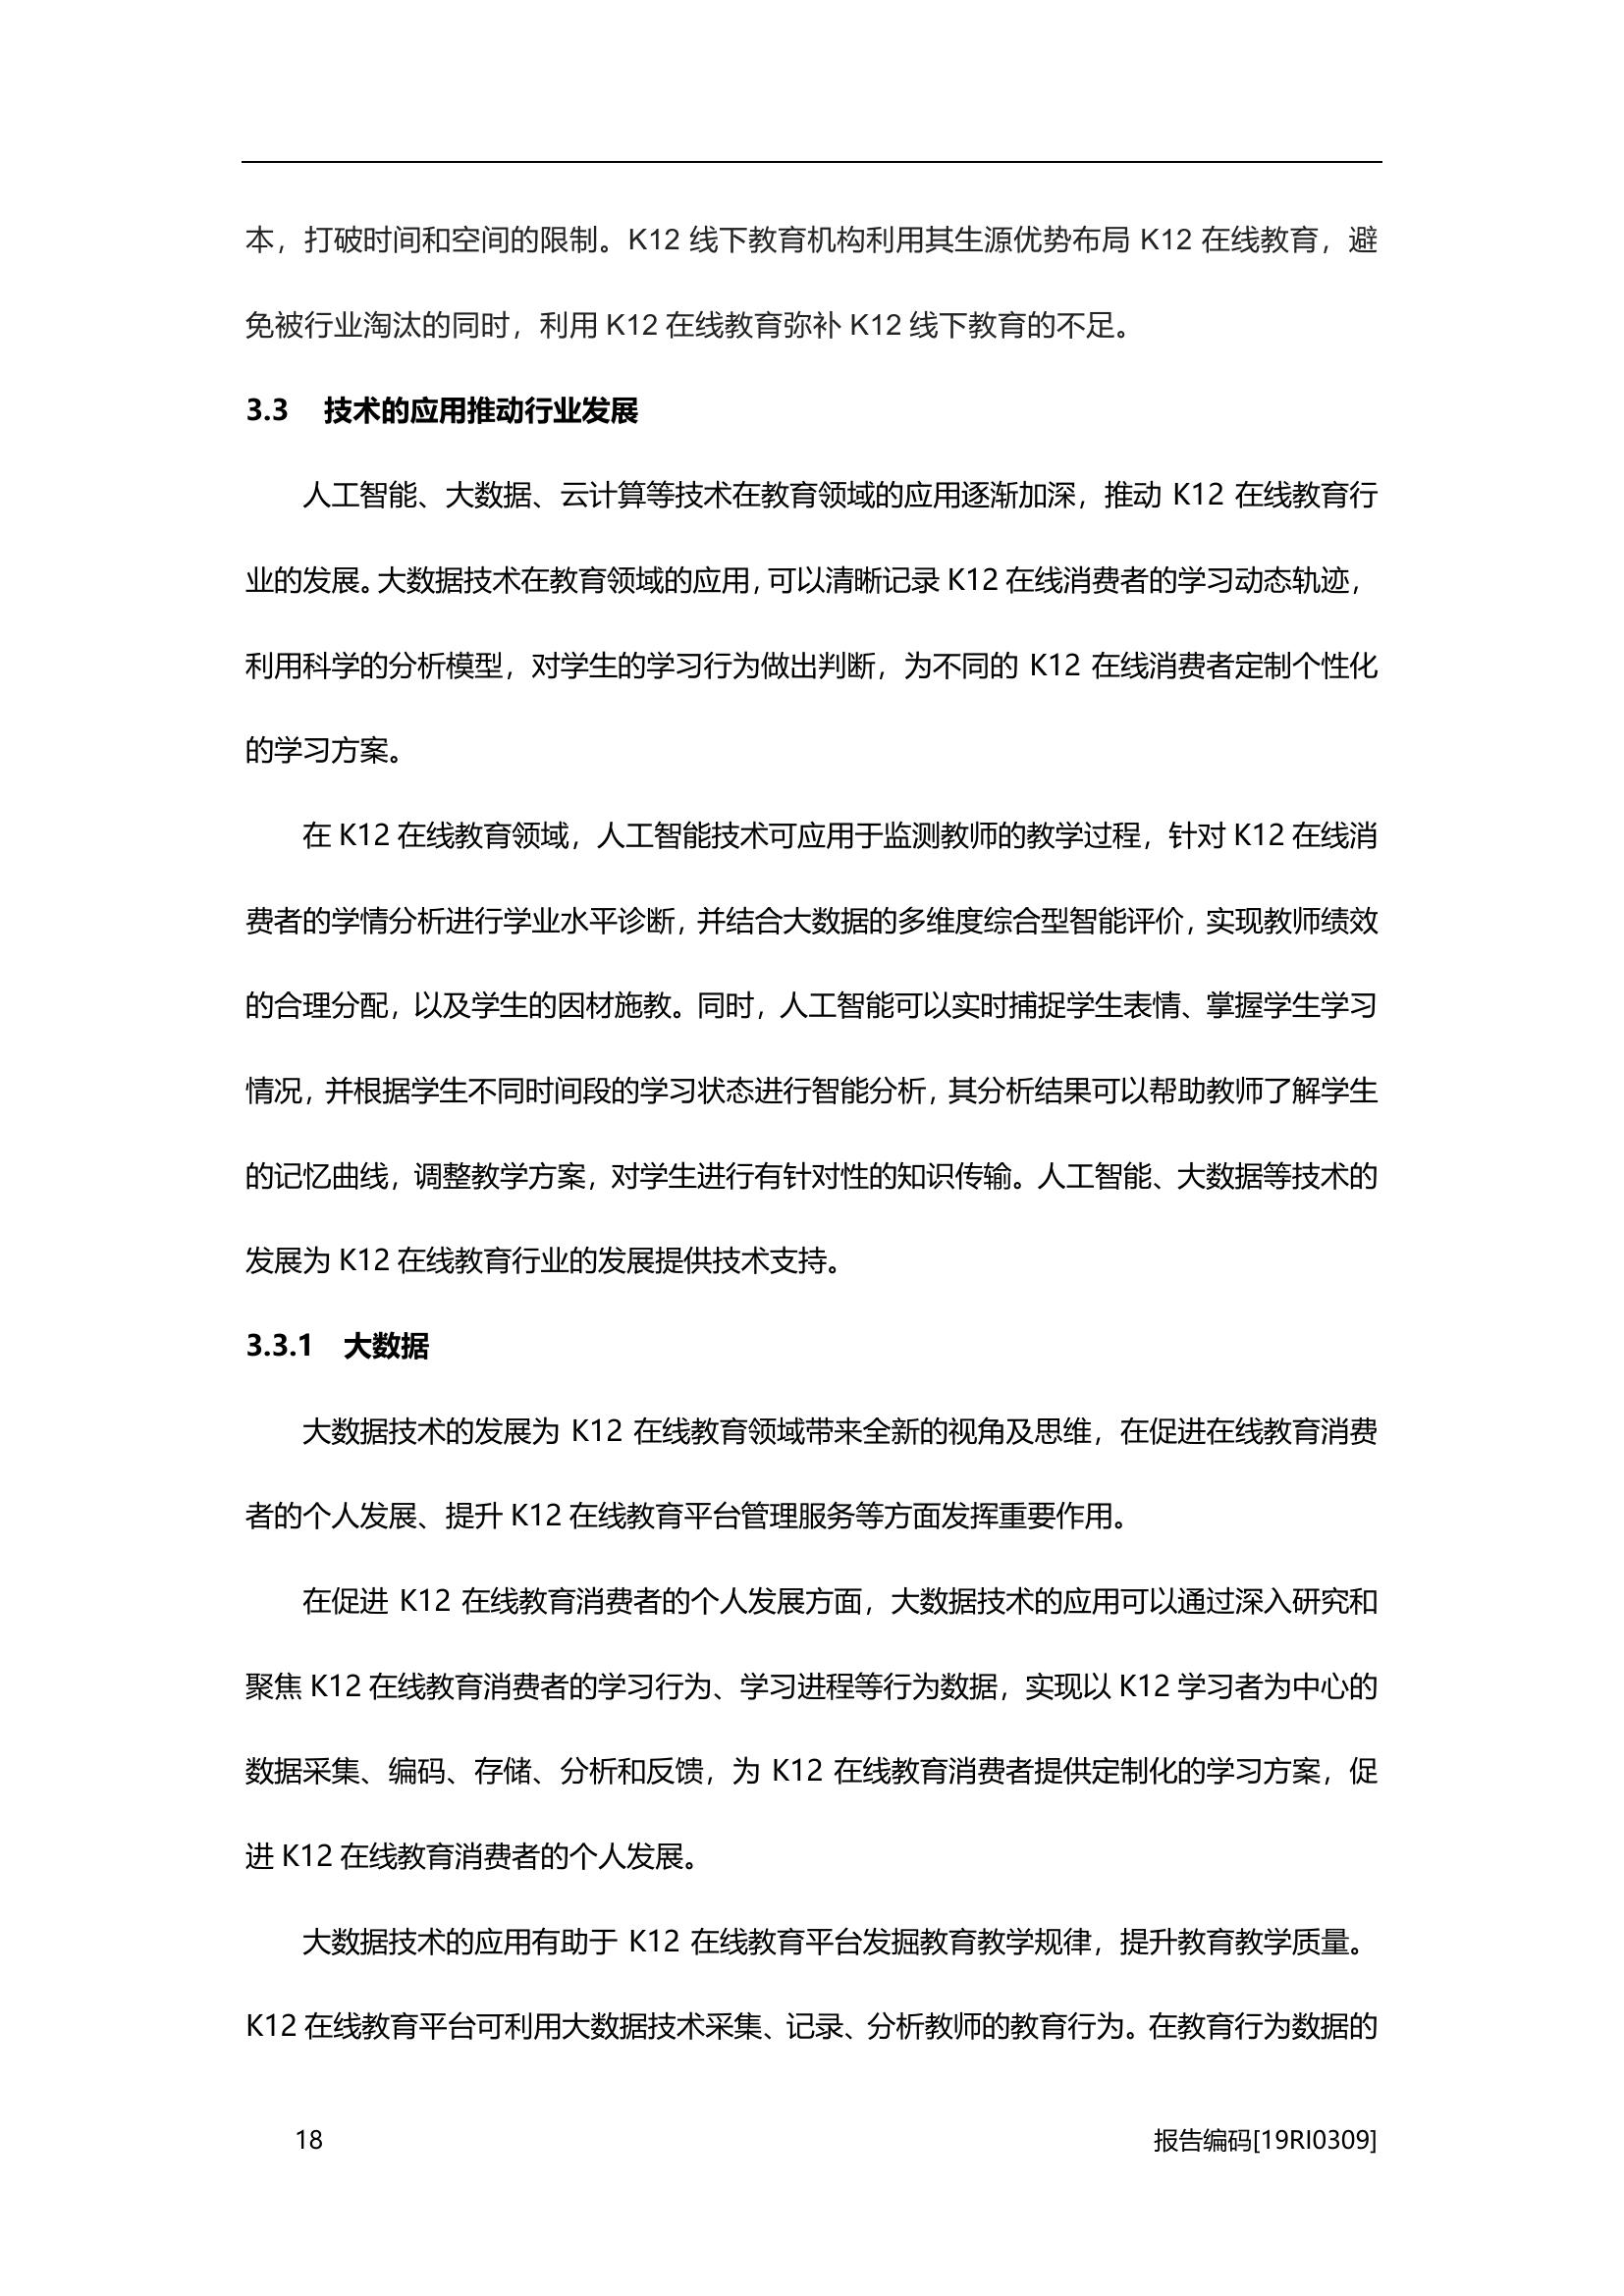 本，打破时间和空间的限制。K12 线下教育机构利用其生源优势布局 K12 在线教育，避
免被行业淘汰的同时，利用 K12 在线教育弥补 K12 线下教育的不足。
3.3 技术的应用推动行业发展
人工智能、大数据、云计算等技术在教育领域的应用逐渐加深，推动 K12 在线教育行
业的发展。大数据技术在教育领域的应用，可以清晰记录 K12 在线消费者的学习动态轨迹，
利用科学的分析模型，对学生的学习行为做出判断，为不同的 K12 在线消费者定制个性化
的学习方案。
在 K12 在线教育领域，人工智能技术可应用于监测教师的教学过程，针对 K12 在线消
费者的学情分析进行学业水平诊断，并结合大数据的多维度综合型智能评价，实现教师绩效
的合理分配，以及学生的因材施教。同时，人工智能可以实时捕捉学生表情、掌握学生学习
情况，并根据学生不同时间段的学习状态进行智能分析，其分析结果可以帮助教师了解学生
的记忆曲线，调整教学方案，对学生进行有针对性的知识传输。人工智能、大数据等技术的
发展为 K12 在线教育行业的发展提供技术支持。
3.3.1 大数据
大数据技术的发展为 K12 在线教育领域带来全新的视角及思维，在促进在线教育消费
者的个人发展、提升 K12 在线教育平台管理服务等方面发挥重要作用。
在促进 K12 在线教育消费者的个人发展方面，大数据技术的应用可以通过深入研究和
聚焦 K12 在线教育消费者的学习行为、学习进程等行为数据，实现以 K12 学习者为中心的
数据采集、编码、存储、分析和反馈，为 K12 在线教育消费者提供定制化的学习方案，促
进 K12 在线教育消费者的个人发展。
大数据技术的应用有助于 K12 在线教育平台发掘教育教学规律，提升教育教学质量。
K12 在线教育平台可利用大数据技术采集、记录、分析教师的教育行为。在教育行为数据的
18 报告编码[19RI0309]